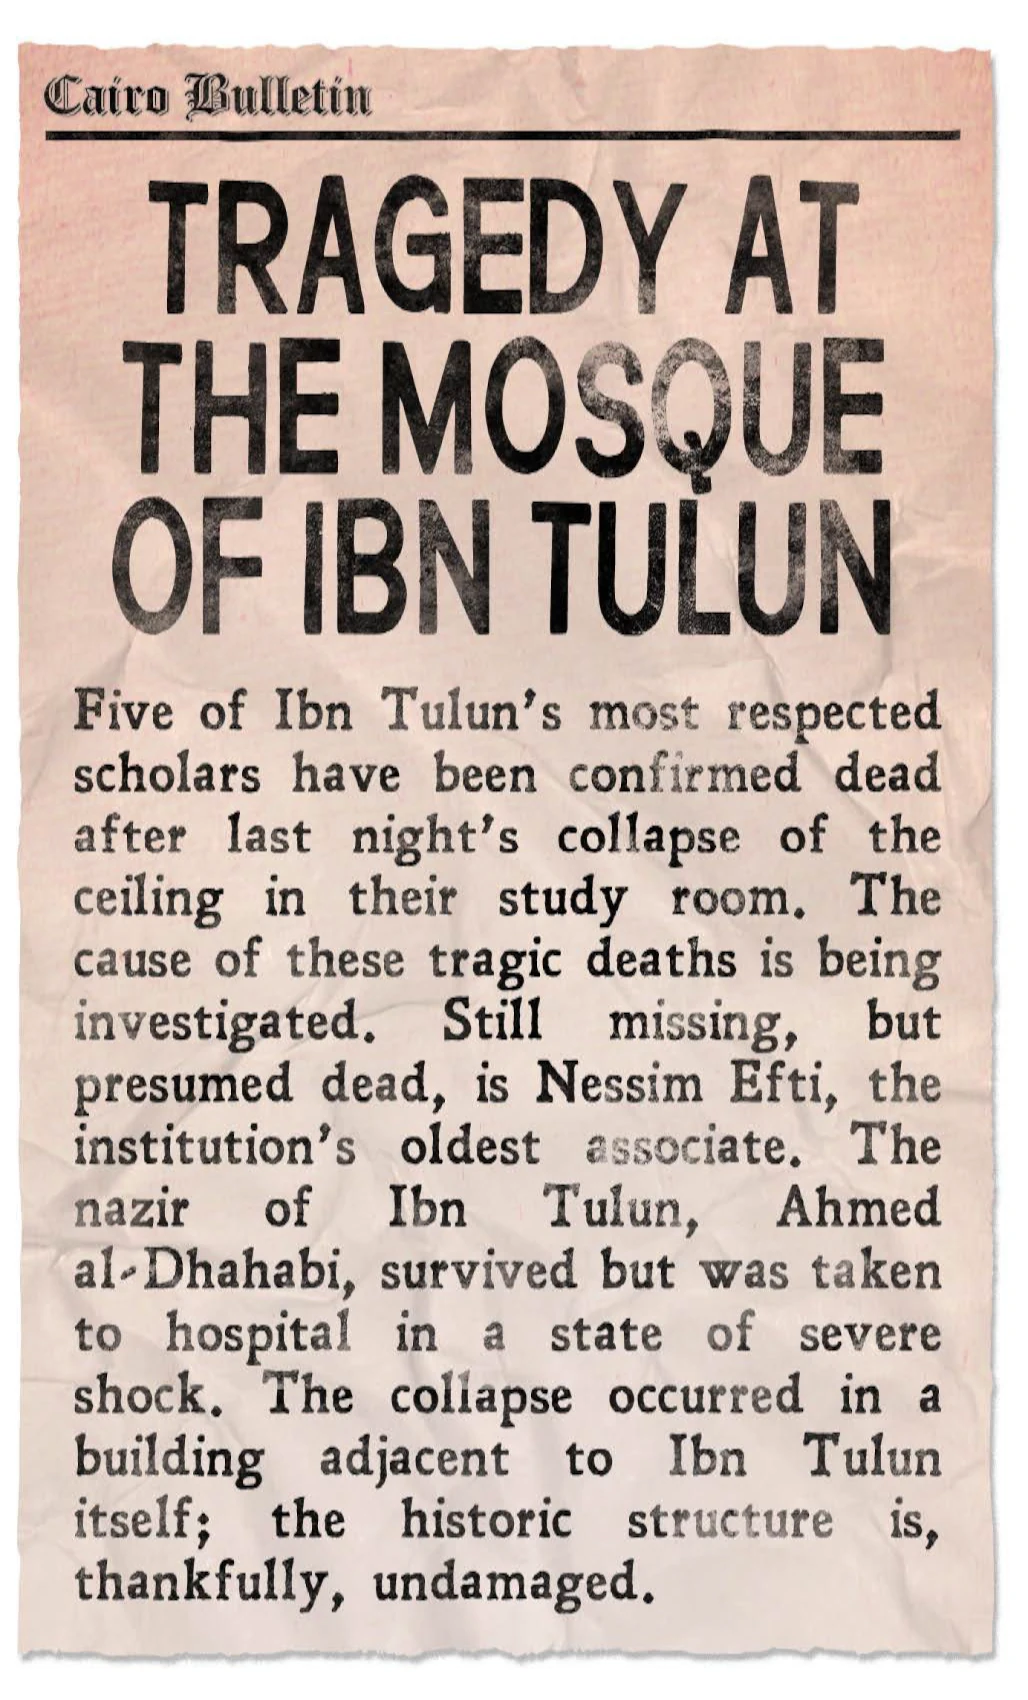 Cairo Bulletin
TRAGEDY AT
THE MOSQUE
OF IBN TULUN
Five of Ibn Tulun's most respected
scholars have been confirmed dead
after last night's collapse of the
ceiling in their study room. The
cause of these tragic deaths is being
investigated. Still missing, but
presumed dead, is Nessim Efti, the
institution's oldest associate. The
nazir of Ibn Tulun, Ahmed
al-Dhahabi, survived but was taken
to hospital in a state of severe
shock. The collapse occurred in a
building adjacent to Ibn Tulun
itself; the historic structure is,
thankfully, undamaged.